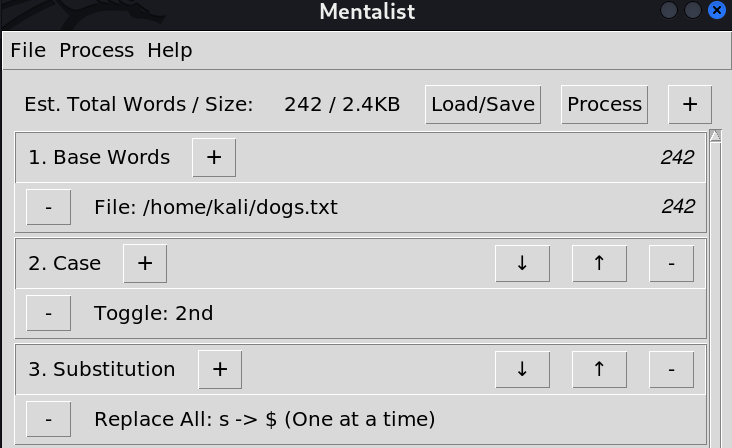 Mentalist
File Process Help
Est. Total Words / Size: 242 / 2.4KB Load/Save Process +
1. Base Words + 242
- File: /home/kali/dogs.txt 242
2. Case + ↓ ↑ -
- Toggle: 2nd
3. Substitution + ↓ ↑ -
- Replace All: s -> $ (One at a time)